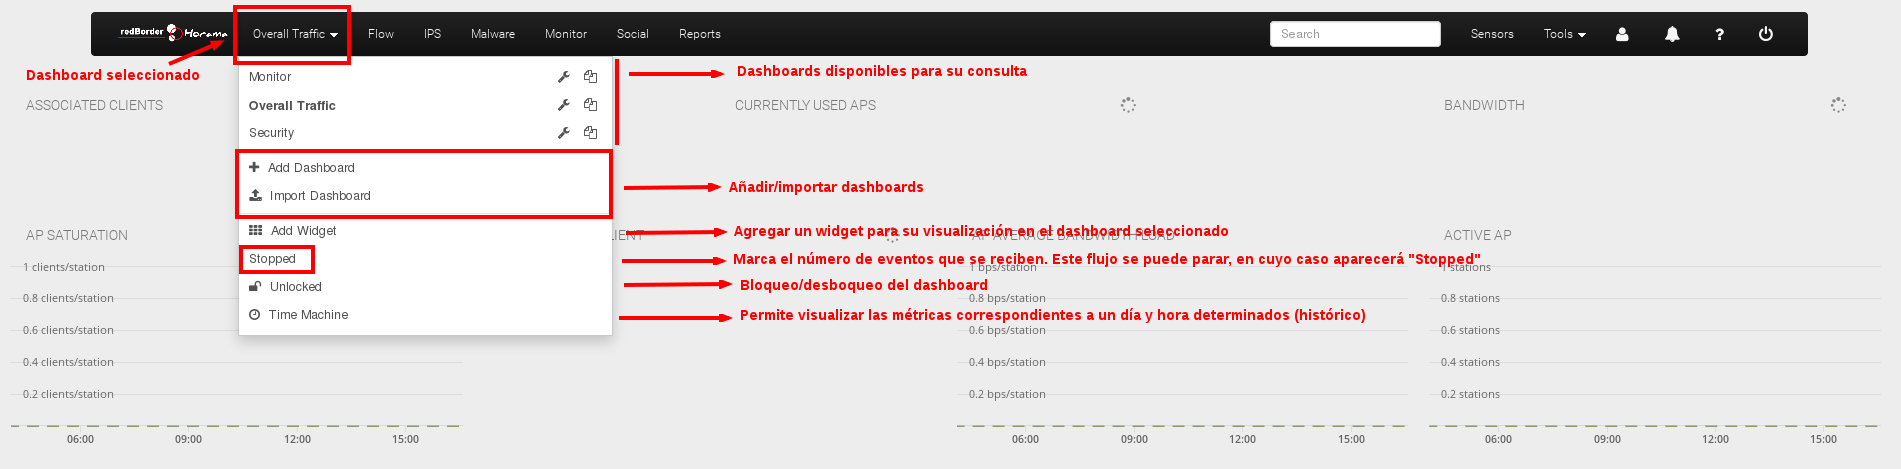 redBorder Horama
Overall Traffic
Flow
IPS
Malware
Monitor
Social
Reports
Search
Sensors
Tools
?
Dashboard seleccionado
Monitor
Dashboards disponibles para su consulta
ASSOCIATED CLIENTS
Overall Traffic
CURRENTLY USED APS
BANDWIDTH
Security
Add Dashboard
Import Dashboard
Añadir/importar dashboards
AP SATURATION
Add Widget
Agregar un widget para su visualización en el dashboard seleccionado
AP AVERAGE BANDWIDTH LOAD
ACTIVE AP
Stopped
Marca el número de eventos que se reciben. Este flujo se puede parar, en cuyo caso aparecerá "Stopped"
1 clients/station
1 bps/station
1 stations
Unlocked
Bloqueo/desboqueo del dashboard
0.8 clients/station
0.8 bps/station
0.8 stations
Time Machine
Permite visualizar las métricas correspondientes a un día y hora determinados (histórico)
0.6 clients/station
0.6 bps/station
0.6 stations
0.4 clients/station
0.4 bps/station
0.4 stations
0.2 clients/station
0.2 bps/station
0.2 stations
06:00 09:00 12:00 15:00
06:00 09:00 12:00 15:00
06:00 09:00 12:00 15:00